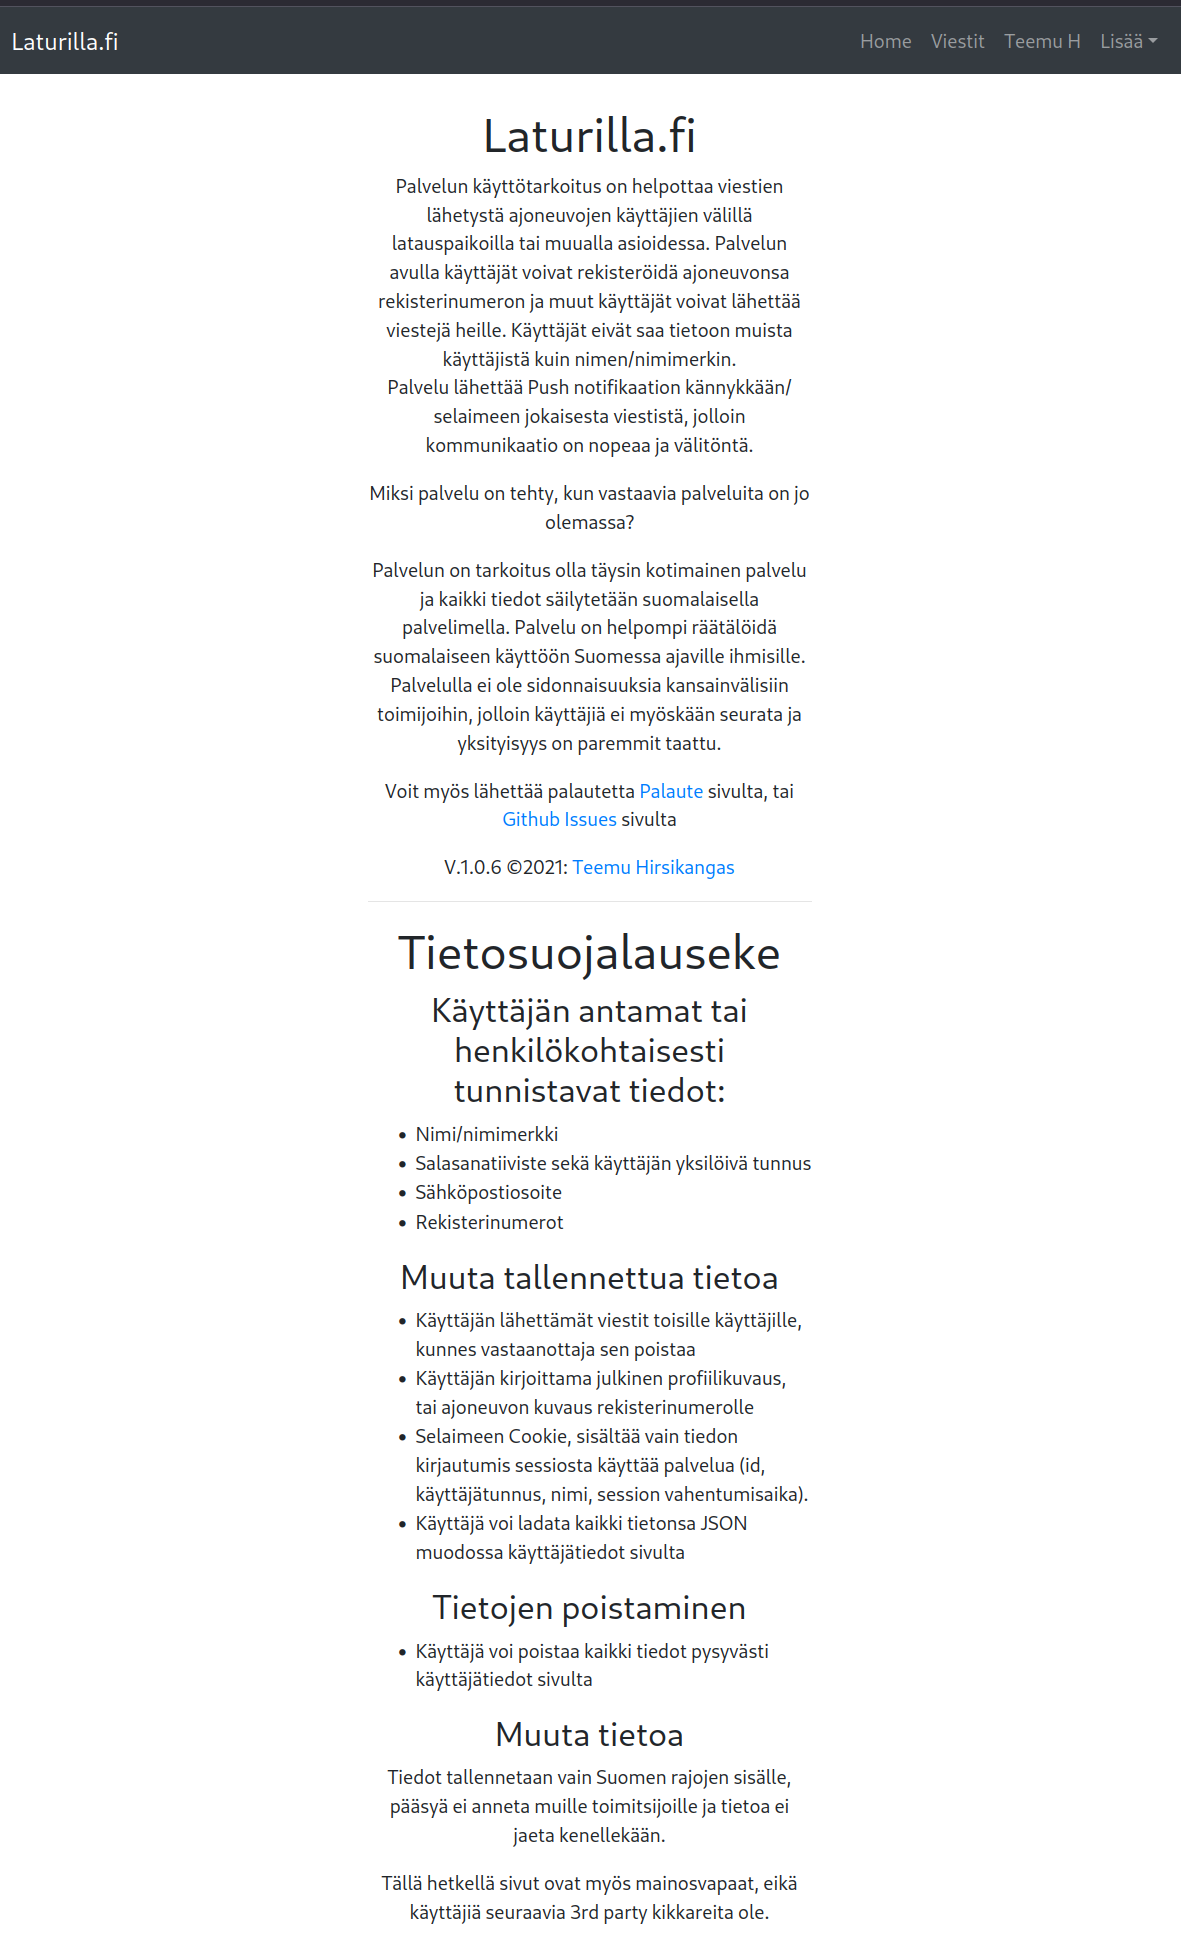 Laturilla.fi
Home Viestit Teemu H Lisää
Laturilla.fi
Palvelun käyttötarkoitus on helpottaa viestien
lähetystä ajoneuvojen käyttäjien välillä
latauspaikoilla tai muualla asioidessa. Palvelun
avulla käyttäjät voivat rekisteröidä ajoneuvonsa
rekisterinumeron ja muut käyttäjät voivat lähettää
viestejä heille. Käyttäjät eivät saa tietoon muista
käyttäjistä kuin nimen/nimimerkin.
Palvelu lähettää Push notifikaation kännykkään/
selaimeen jokaisesta viestistä, jolloin
kommunikaatio on nopeaa ja välitöntä.
Miksi palvelu on tehty, kun vastaavia palveluita on jo
olemassa?
Palvelun on tarkoitus olla täysin kotimainen palvelu
ja kaikki tiedot säilytetään suomalaisella
palvelimella. Palvelu on helpompi räätälöidä
suomalaiseen käyttöön Suomessa ajaville ihmisille.
Palvelulla ei ole sidonnaisuuksia kansainvälisiin
toimijoihin, jolloin käyttäjiä ei myöskään seurata ja
yksityisyys on paremmit taattu.
Voit myös lähettää palautetta Palaute sivulta, tai
Github Issues sivulta
V.1.0.6 ©2021: Teemu Hirsikangas
Tietosuojalauseke
Käyttäjän antamat tai
henkilökohtaisesti
tunnistavat tiedot:
• Nimi/nimimerkki
• Salasanatiiviste sekä käyttäjän yksilöivä tunnus
• Sähköpostiosoite
• Rekisterinumerot
Muuta tallennettua tietoa
• Käyttäjän lähettämät viestit toisille käyttäjille,
kunnes vastaanottaja sen poistaa
• Käyttäjän kirjoittama julkinen profiilikuvaus,
tai ajoneuvon kuvaus rekisterinumerolle
• Selaimeen Cookie, sisältää vain tiedon
kirjautumis sessiosta käyttää palvelua (id,
käyttäjätunnus, nimi, session vahentumisaika).
• Käyttäjä voi ladata kaikki tietonsa JSON
muodossa käyttäjätiedot sivulta
Tietojen poistaminen
• Käyttäjä voi poistaa kaikki tiedot pysyvästi
käyttäjätiedot sivulta
Muuta tietoa
Tiedot tallennetaan vain Suomen rajojen sisälle,
pääsyä ei anneta muille toimitsijoille ja tietoa ei
jaeta kenellekään.
Tällä hetkellä sivut ovat myös mainosvapaat, eikä
käyttäjiä seuraavia 3rd party kikkareita ole.